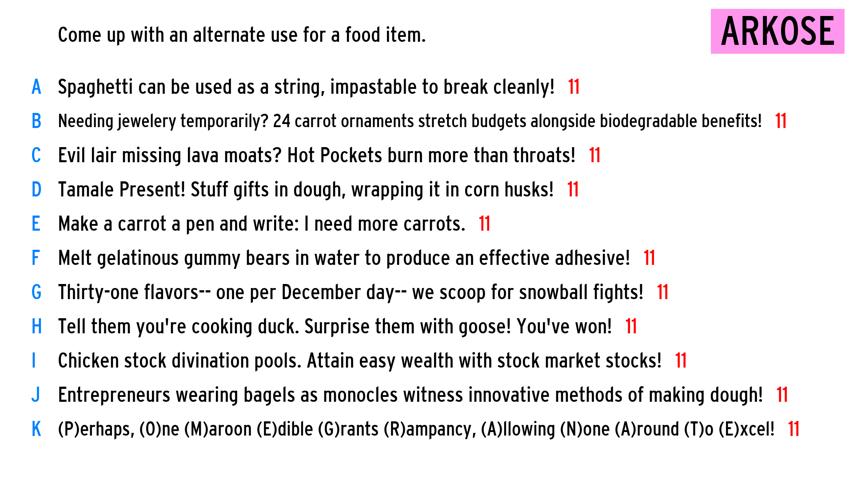 Come up with an alternate use for a food item.
ARKOSE
A Spaghetti can be used as a string, impastable to break cleanly! 11
B Needing jewelery temporarily? 24 carrot ornaments stretch budgets alongside biodegradable benefits! 11
C Evil lair missing lava moats? Hot Pockets burn more than throats! 11
D Tamale Present! Stuff gifts in dough, wrapping it in corn husks! 11
E Make a carrot a pen and write: I need more carrots. 11
F Melt gelatinous gummy bears in water to produce an effective adhesive! 11
G Thirty-one flavors-- one per December day-- we scoop for snowball fights! 11
H Tell them you're cooking duck. Surprise them with goose! You've won! 11
I Chicken stock divination pools. Attain easy wealth with stock market stocks! 11
J Entrepreneurs wearing bagels as monocles witness innovative methods of making dough! 11
K (P)erhaps, (O)ne (M)aroon (E)dible (G)rants (R)ampancy, (A)llowing (N)one (A)round (T)o (E)xcel! 11